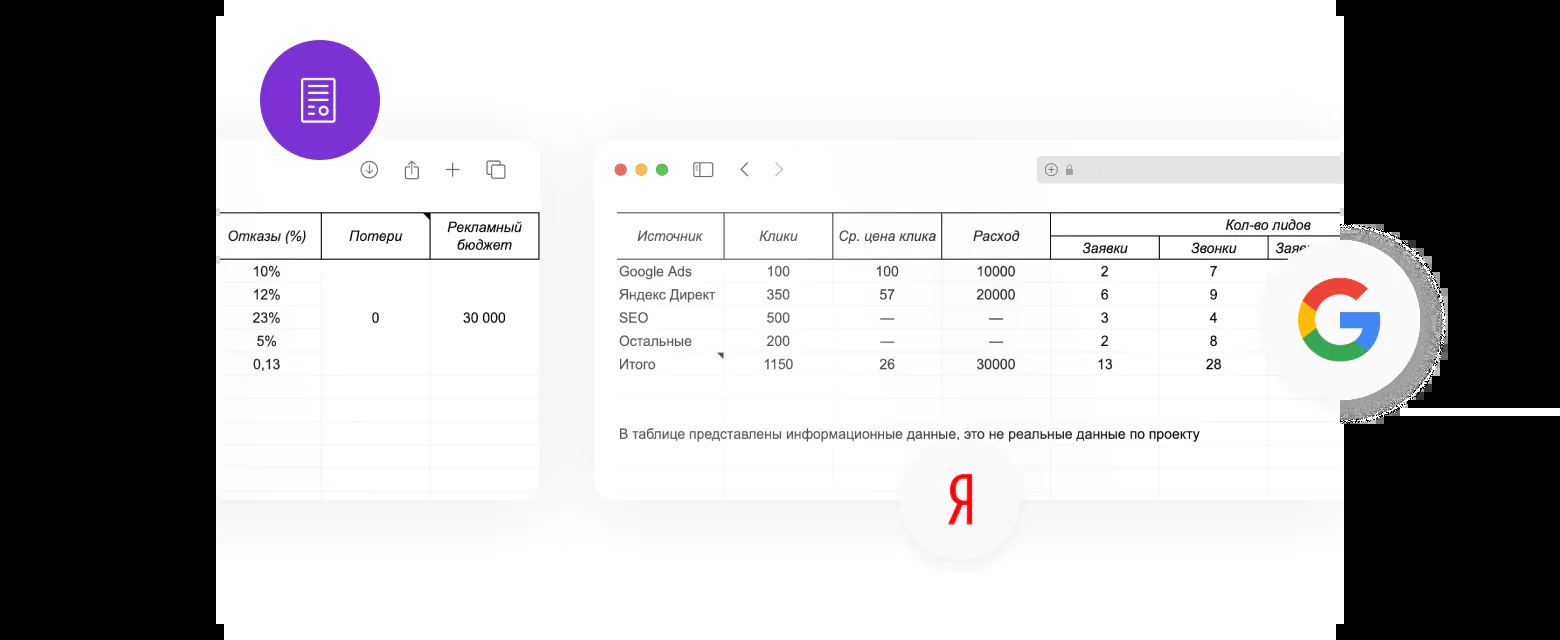 Отказы (%) Потери Рекламный бюджет
10%
12%
23% 0 30 000
5%
0,13
Источник Клики Ср. цена клика Расход Кол-во лидов
Заявки Звонки
Google Ads 100 100 10000 2 7
Яндекс Директ 350 57 20000 6 9
SEO 500 — — 3 4
Остальные 200 — — 2 8
Итого 1150 26 30000 13 28
В таблице представлены информационные данные, это не реальные данные по проекту
Я
G